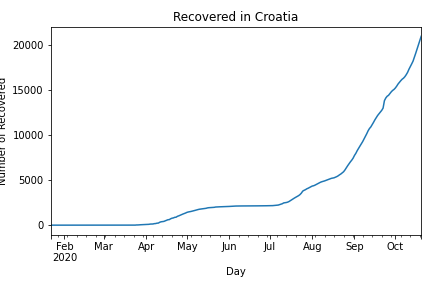 Recovered in Croatia
Number of Recovered
20000
15000
10000
5000
0
Feb Mar Apr May Jun Jul Aug Sep Oct
2020
Day